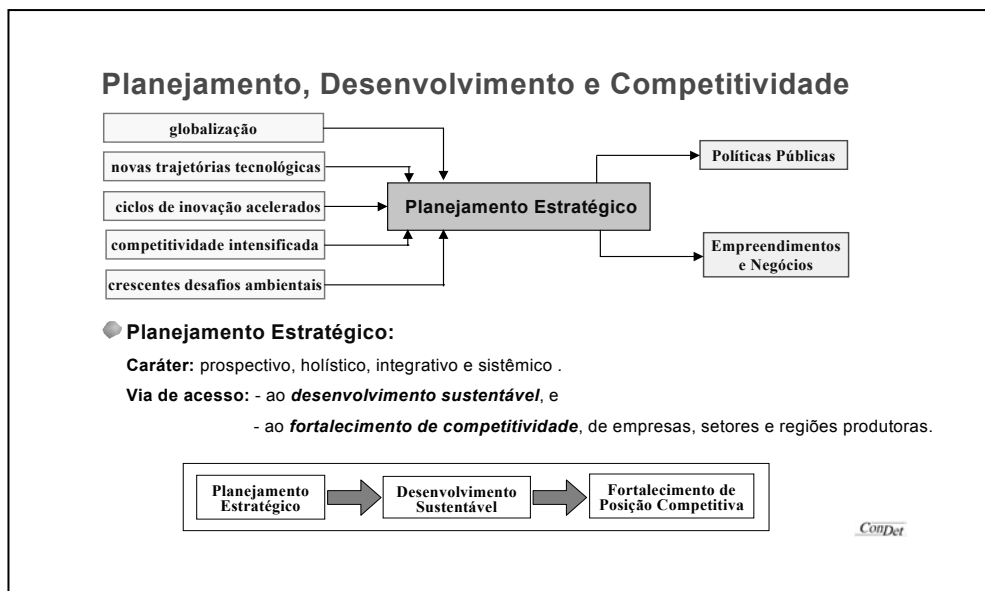 Planejamento, Desenvolvimento e Competitividade
globalização
novas trajetórias tecnológicas
ciclos de inovação acelerados
competitividade intensificada
crescentes desafios ambientais
Planejamento Estratégico
Políticas Públicas
Empreendimentos
e Negócios
Planejamento Estratégico:
Caráter: prospectivo, holístico, integrativo e sistêmico .
Via de acesso: - ao desenvolvimento sustentável, e
- ao fortalecimento de competitividade, de empresas, setores e regiões produtoras.
Planejamento
Estratégico
Desenvolvimento
Sustentável
Fortalecimento de
Posição Competitiva
ConDet